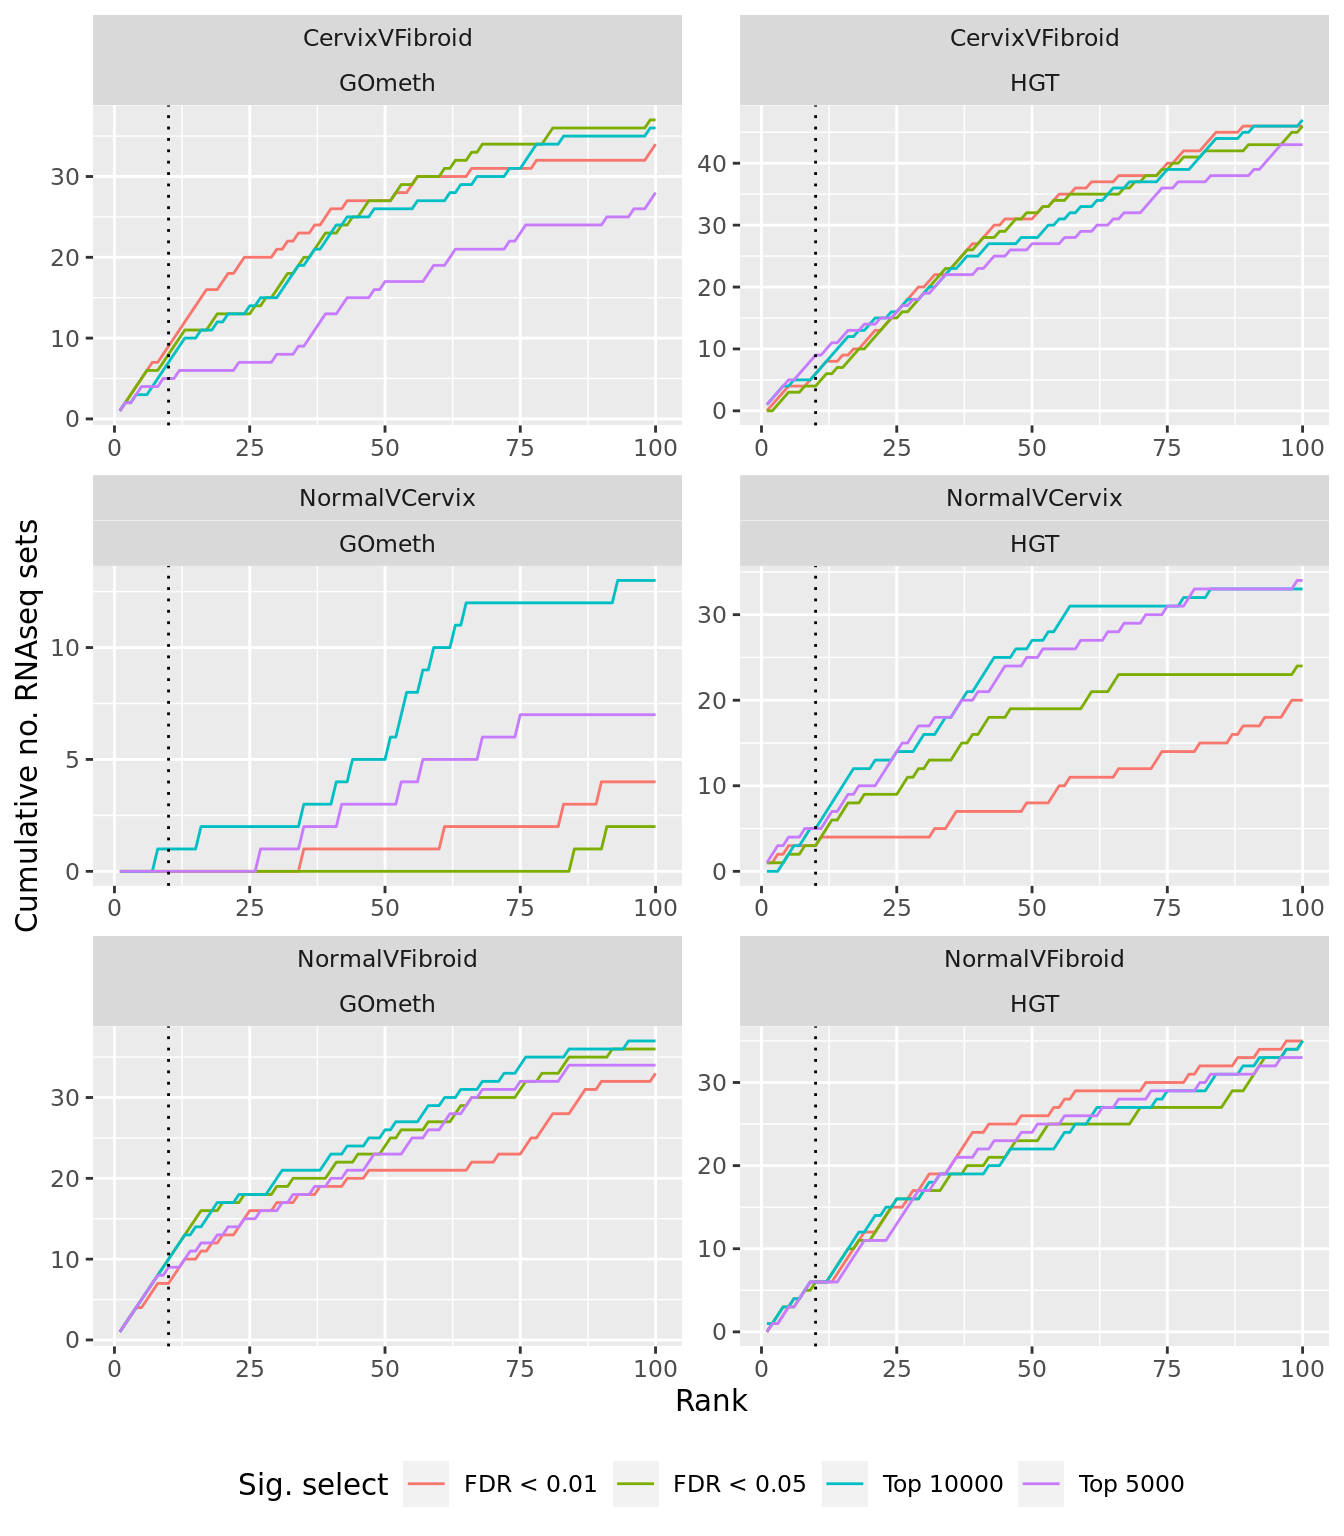 CervixVFibroid
GOmeth
CervixVFibroid
HGT
30
20
10
0
0 25 50 75 100
40
30
20
10
0
0 25 50 75 100
NormalVCervix
GOmeth
NormalVCervix
HGT
10
5
0
0 25 50 75 100
30
20
10
0
0 25 50 75 100
NormalVFibroid
GOmeth
NormalVFibroid
HGT
30
20
10
0
0 25 50 75 100
30
20
10
0
0 25 50 75 100
Cumulative no. RNAseq sets
Rank
Sig. select FDR < 0.01 FDR < 0.05 Top 10000 Top 5000